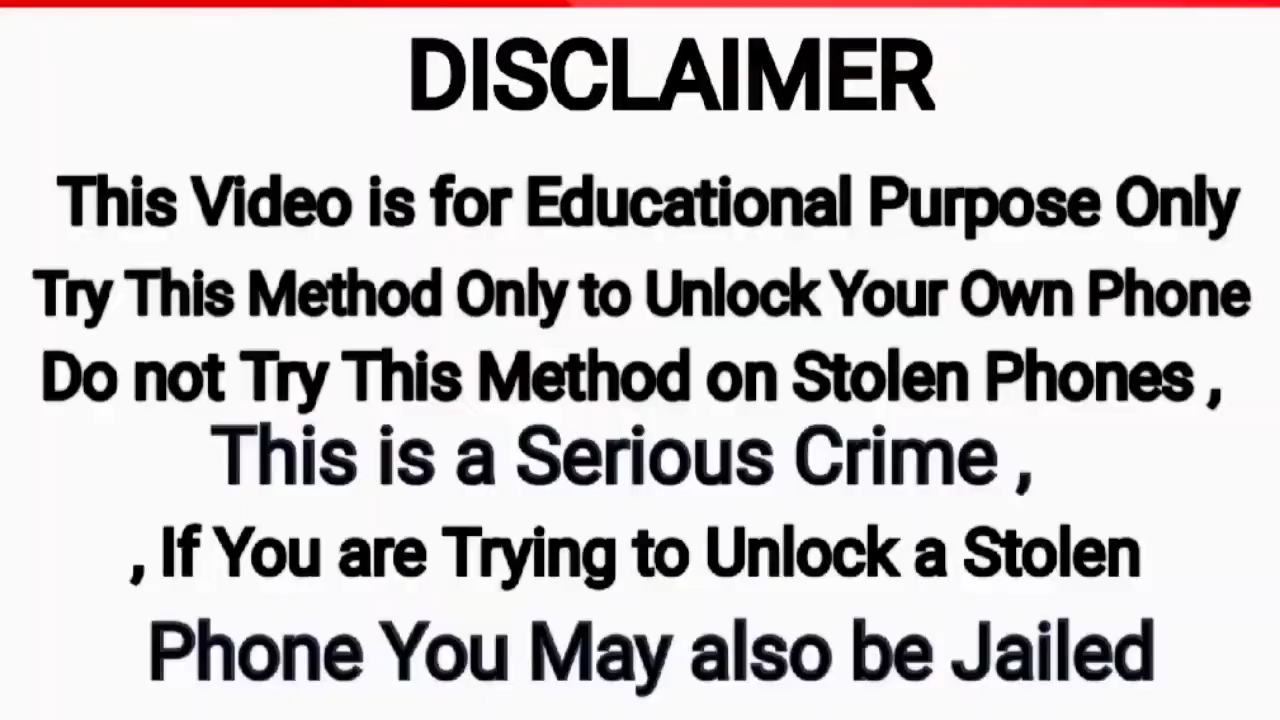 DISCLAIMER
This Video is for Educational Purpose Only
Try This Method Only to Unlock Your Own Phone
Do not Try This Method on Stolen Phones ,
This is a Serious Crime ,
, If You are Trying to Unlock a Stolen
Phone You May also be Jailed